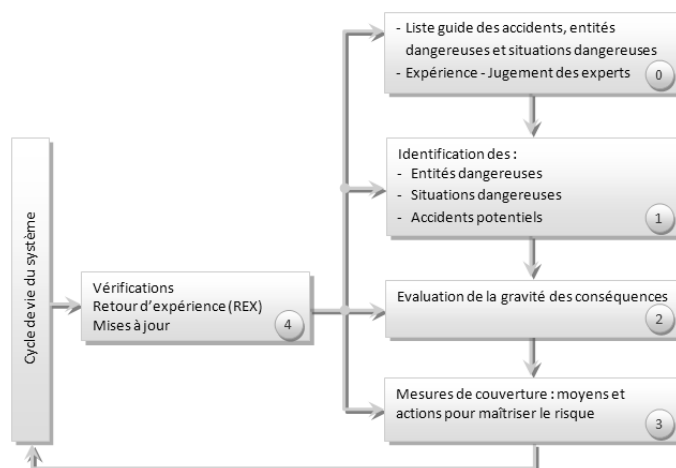 - Liste guide des accidents, entités
dangereuses et situations dangereuses
- Expérience - Jugement des experts
0
Identification des :
- Entités dangereuses
- Situations dangereuses
- Accidents potentiels
1
Cycle de vie du système
Vérifications
Retour d'expérience (REX)
Mises à jour
4
Evaluation de la gravité des conséquences
2
Mesures de couverture : moyens et
actions pour maîtriser le risque
3